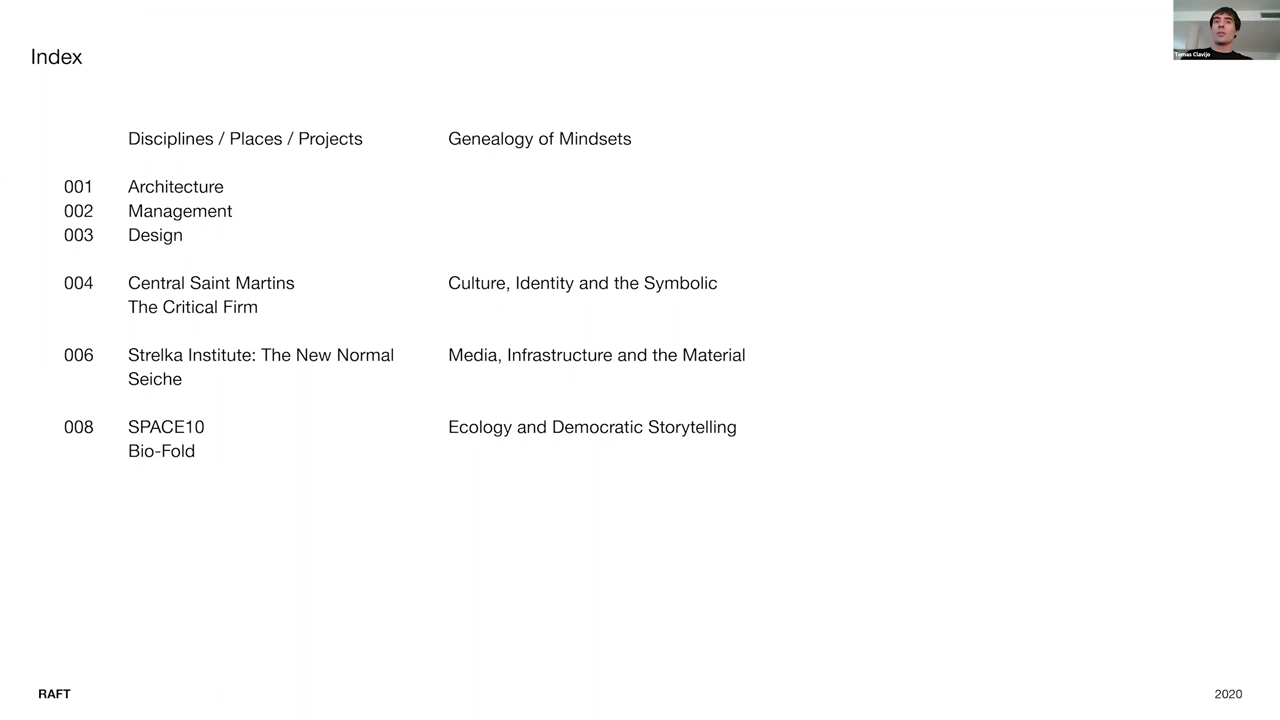 Tomas Clavijo
Index
Disciplines / Places / Projects Genealogy of Mindsets
001 Architecture
002 Management
003 Design
004 Central Saint Martins Culture, Identity and the Symbolic
The Critical Firm
006 Strelka Institute: The New Normal Media, Infrastructure and the Material
Seiche
008 SPACE10 Ecology and Democratic Storytelling
Bio-Fold
RAFT 2020